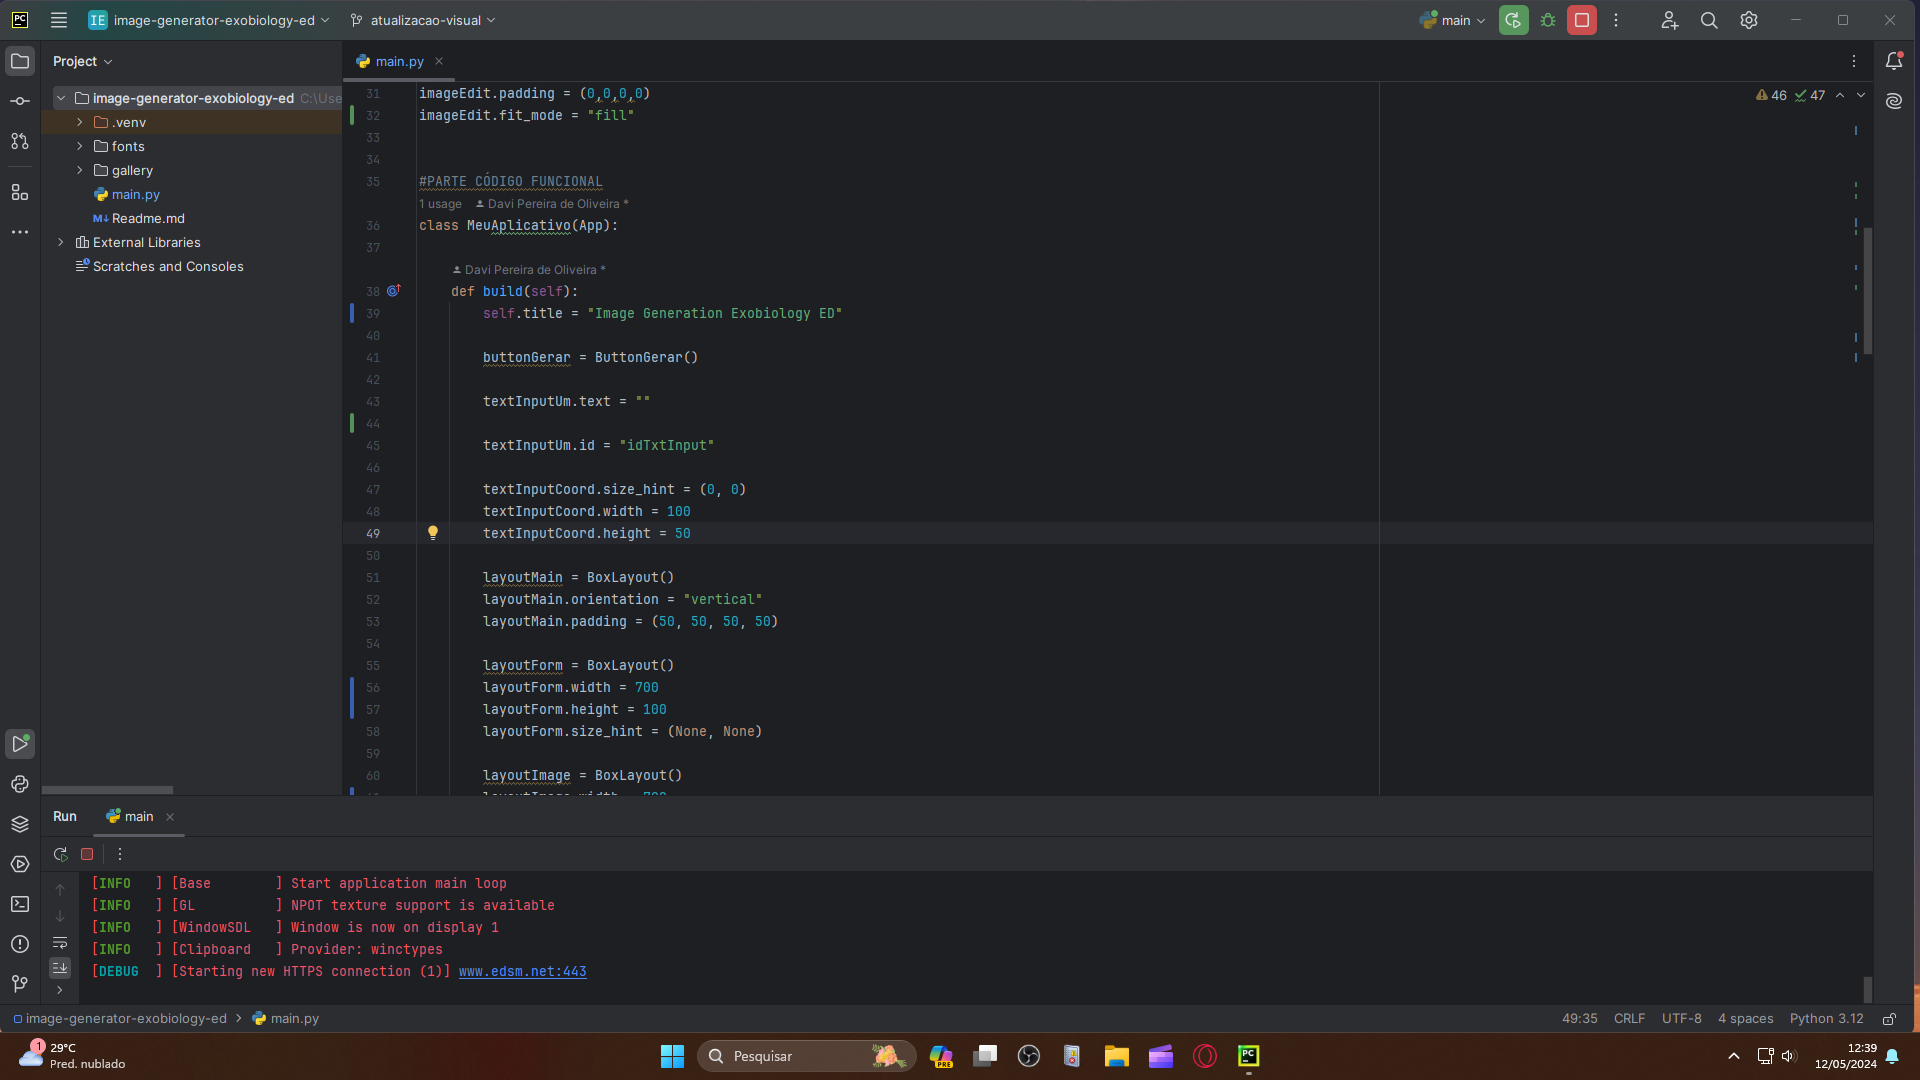 PC
IE image-generator-exobiology-ed
atualizacao-visual
main
Project
main.py
image-generator-exobiology-ed C:\Use
.venv
fonts
gallery
main.py
M↓ Readme.md
External Libraries
Scratches and Consoles
46 47
31 imageEdit.padding = (0,0,0,0)
32 imageEdit.fit_mode = "fill"
33
34
35 #PARTE CÓDIGO FUNCIONAL
1 usage Davi Pereira de Oliveira *
36 class MeuAplicativo(App):
37
Davi Pereira de Oliveira *
38 def build(self):
39 self.title = "Image Generation Exobiology ED"
40
41 buttonGerar = ButtonGerar()
42
43 textInputUm.text = ""
44
45 textInputUm.id = "idTxtInput"
46
47 textInputCoord.size_hint = (0, 0)
48 textInputCoord.width = 100
49 textInputCoord.height = 50
50
51 layoutMain = BoxLayout()
52 layoutMain.orientation = "vertical"
53 layoutMain.padding = (50, 50, 50, 50)
54
55 layoutForm = BoxLayout()
56 layoutForm.width = 700
57 layoutForm.height = 100
58 layoutForm.size_hint = (None, None)
59
60 layoutImage = BoxLayout()
Run main
[INFO   ] [Base        ] Start application main loop
[INFO   ] [GL          ] NPOT texture support is available
[INFO   ] [WindowSDL   ] Window is now on display 1
[INFO   ] [Clipboard   ] Provider: winctypes
[DEBUG  ] [Starting new HTTPS connection (1)] www.edsm.net:443
image-generator-exobiology-ed > main.py
49:35 CRLF UTF-8 4 spaces Python 3.12
1
29°C
Pred. nublado
Pesquisar
PRE
PC
12:39
12/05/2024